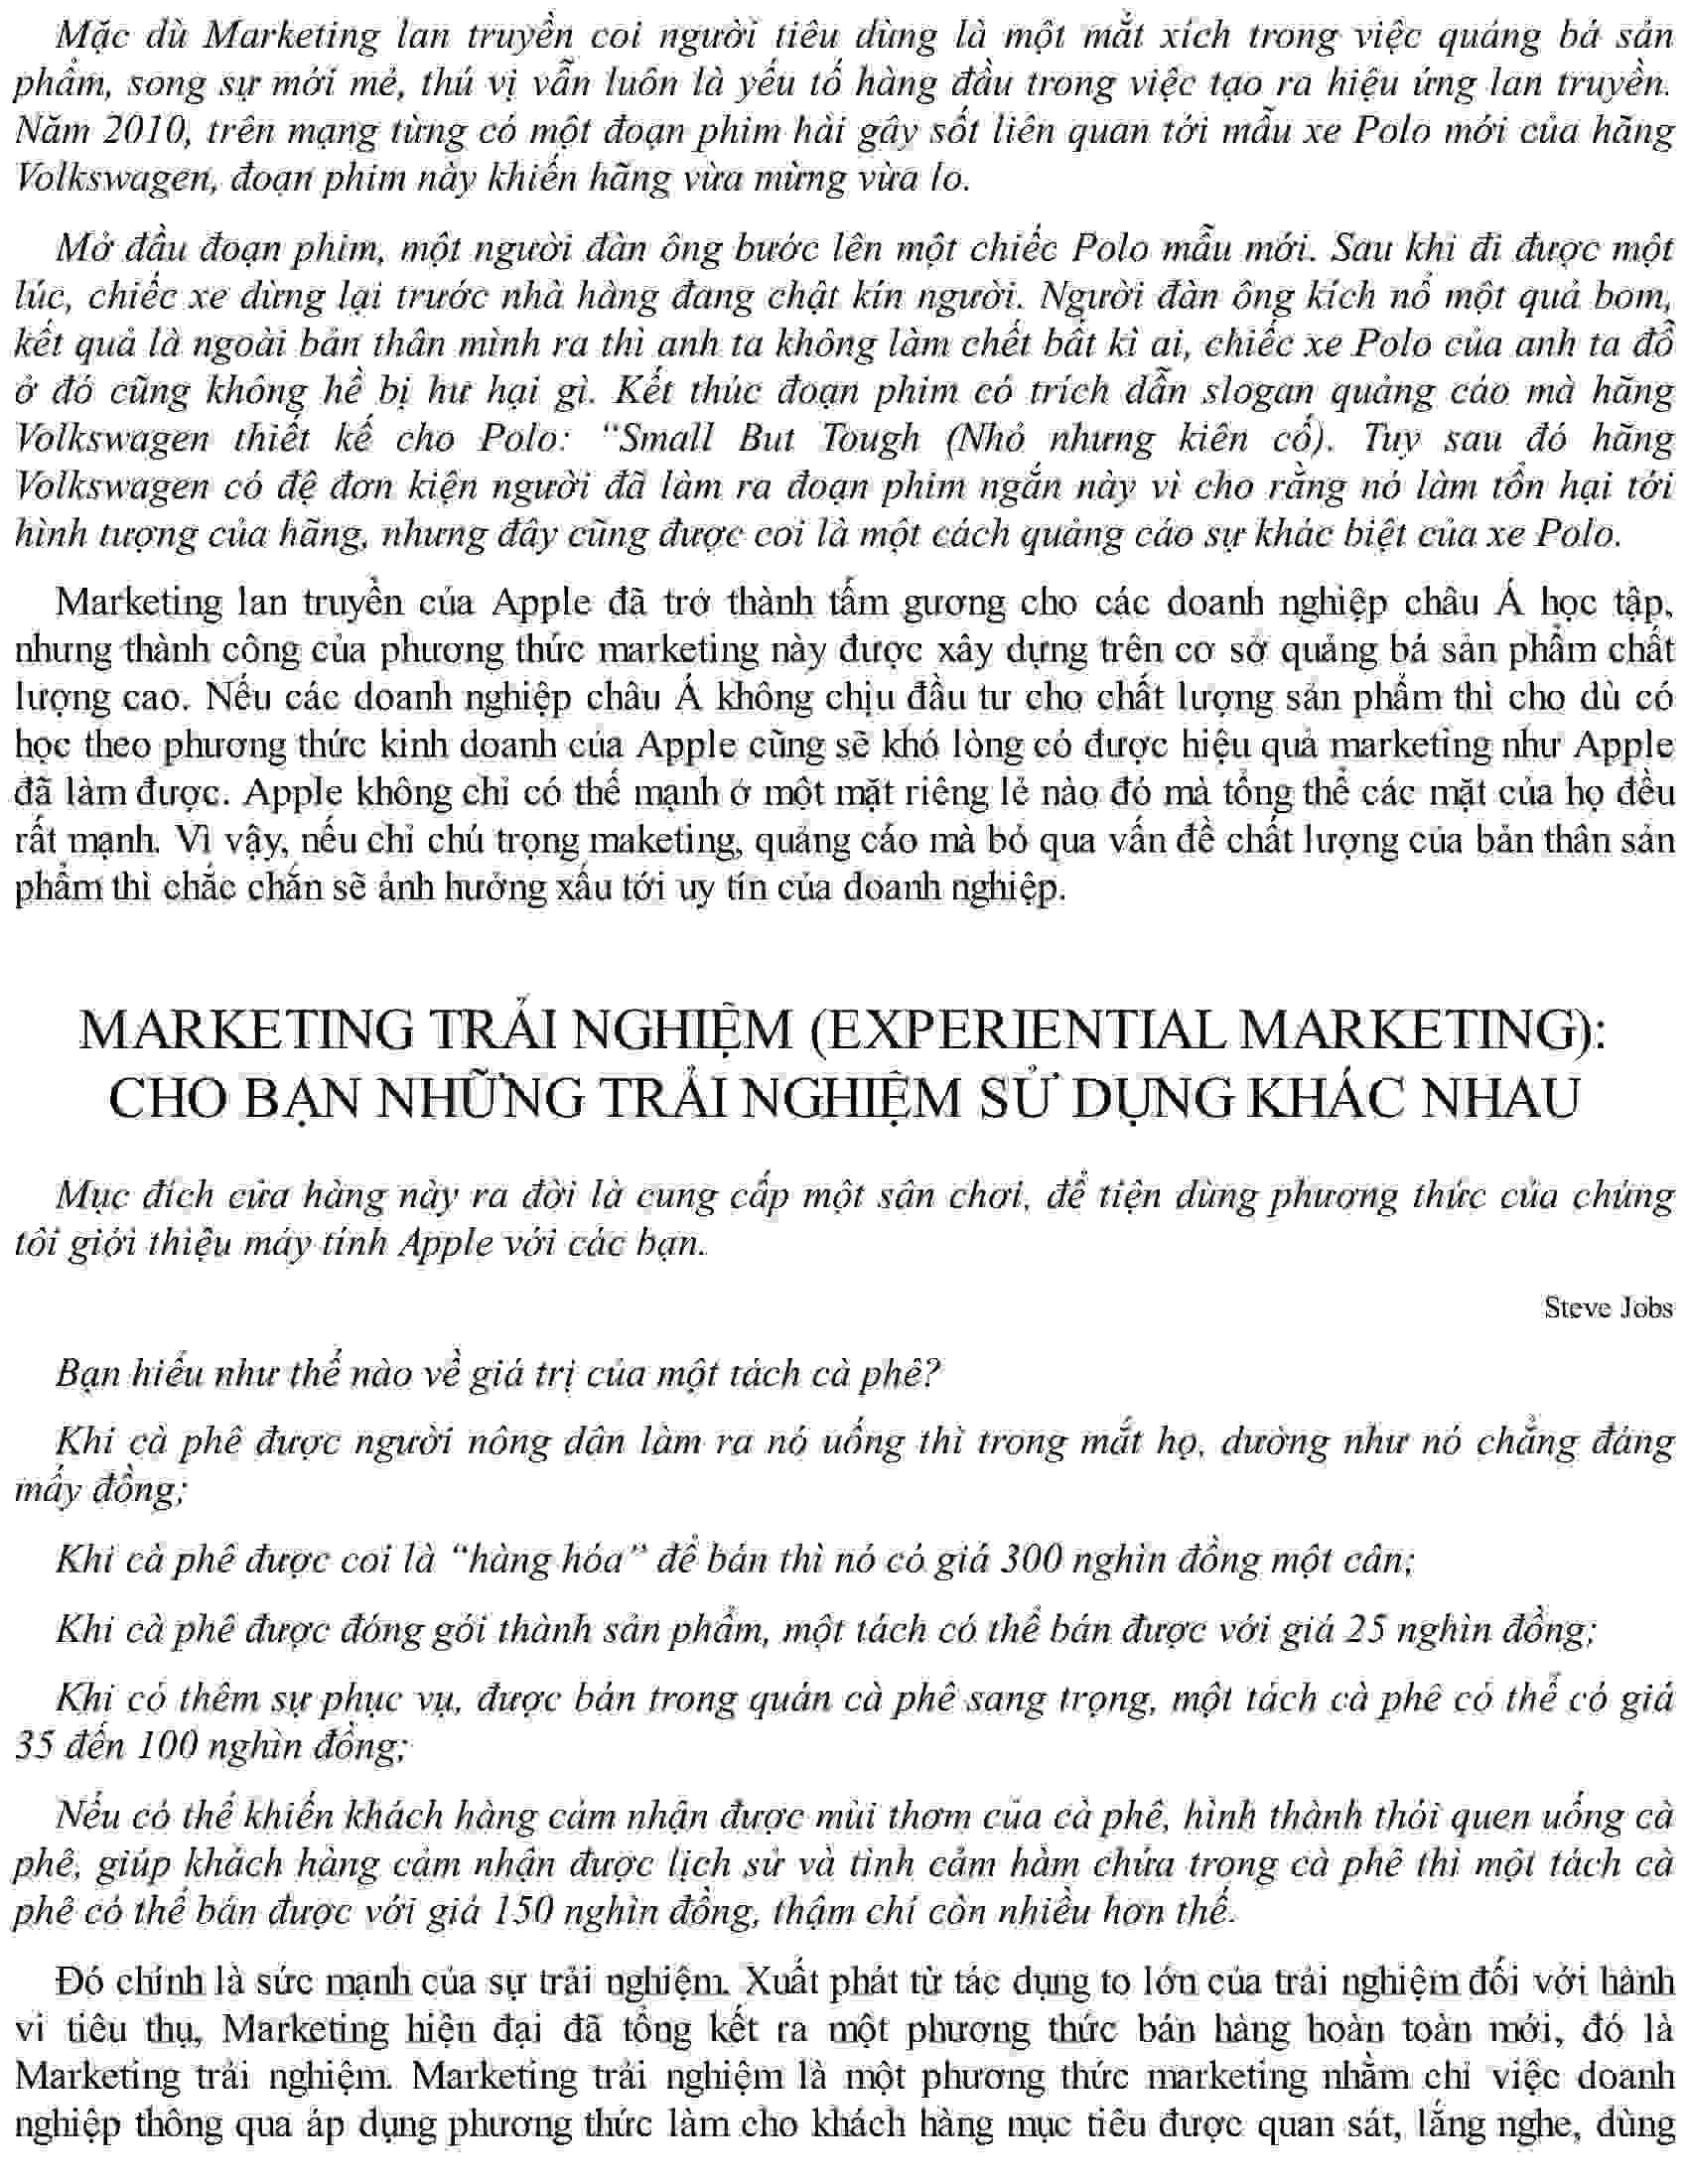 Mặc dù Marketing lan truyền coi người tiêu dùng là một mắt xích trong việc quảng bá sản
phẩm, song sự mới mẻ, thú vị vẫn luôn là yếu tố hàng đầu trong việc tạo ra hiệu ứng lan truyền.
Năm 2010, trên mạng từng có một đoạn phim hài gây sốt liên quan tới mẫu xe Polo mới của hãng
Volkswagen, đoạn phim này khiến hãng vừa mừng vừa lo.
Mở đầu đoạn phim, một người đàn ông bước lên một chiếc Polo mẫu mới. Sau khi đi được một
lúc, chiếc xe dừng lại trước nhà hàng đang chật kín người. Người đàn ông kích nổ một quả bom,
kết quả là ngoài bản thân mình ra thì anh ta không làm chết bất kì ai, chiếc xe Polo của anh ta đỗ
ở đó cũng không hề bị hư hại gì. Kết thúc đoạn phim có trích dẫn slogan quảng cáo mà hãng
Volkswagen thiết kế cho Polo: “Small But Tough (Nhỏ nhưng kiên cố). Tuy sau đó hãng
Volkswagen có đệ đơn kiện người đã làm ra đoạn phim ngắn này vì cho rằng nó làm tổn hại tới
hình tượng của hãng, nhưng đây cũng được coi là một cách quảng cáo sự khác biệt của xe Polo.
Marketing lan truyền của Apple đã trở thành tấm gương cho các doanh nghiệp châu Á học tập,
nhưng thành công của phương thức marketing này được xây dựng trên cơ sở quảng bá sản phẩm chất
lượng cao. Nếu các doanh nghiệp châu Á không chịu đầu tư cho chất lượng sản phẩm thì cho dù có
học theo phương thức kinh doanh của Apple cũng sẽ khó lòng có được hiệu quả marketing như Apple
đã làm được. Apple không chỉ có thế mạnh ở một mặt riêng lẻ nào đó mà tổng thể các mặt của họ đều
rất mạnh. Vì vậy, nếu chỉ chú trọng maketing, quảng cáo mà bỏ qua vấn đề chất lượng của bản thân sản
phẩm thì chắc chắn sẽ ảnh hưởng xấu tới uy tín của doanh nghiệp.
MARKETING TRẢI NGHIỆM (EXPERIENTIAL MARKETING):
CHO BẠN NHỮNG TRẢI NGHIỆM SỬ DỤNG KHÁC NHAU
Mục đích cửa hàng này ra đời là cung cấp một sân chơi, để tiện dùng phương thức của chúng
tôi giới thiệu máy tính Apple với các bạn.
Steve Jobs
Bạn hiểu như thế nào về giá trị của một tách cà phê?
Khi cà phê được người nông dân làm ra nó uống thì trong mắt họ, dường như nó chẳng đáng
mấy đồng;
Khi cà phê được coi là “hàng hóa” để bán thì nó có giá 300 nghìn đồng một cân;
Khi cà phê được đóng gói thành sản phẩm, một tách có thể bán được với giá 25 nghìn đồng;
Khi có thêm sự phục vụ, được bán trong quán cà phê sang trọng, một tách cà phê có thể có giá
35 đến 100 nghìn đồng;
Nếu có thể khiến khách hàng cảm nhận được mùi thơm của cà phê, hình thành thói quen uống cà
phê, giúp khách hàng cảm nhận được lịch sử và tình cảm hàm chứa trong cà phê thì một tách cà
phê có thể bán được với giá 150 nghìn đồng, thậm chí còn nhiều hơn thế.
Đó chính là sức mạnh của sự trải nghiệm. Xuất phát từ tác dụng to lớn của trải nghiệm đối với hành
vi tiêu thụ, Marketing hiện đại đã tổng kết ra một phương thức bán hàng hoàn toàn mới, đó là
Marketing trải nghiệm. Marketing trải nghiệm là một phương thức marketing nhằm chỉ việc doanh
nghiệp thông qua áp dụng phương thức làm cho khách hàng mục tiêu được quan sát, lắng nghe, dùng